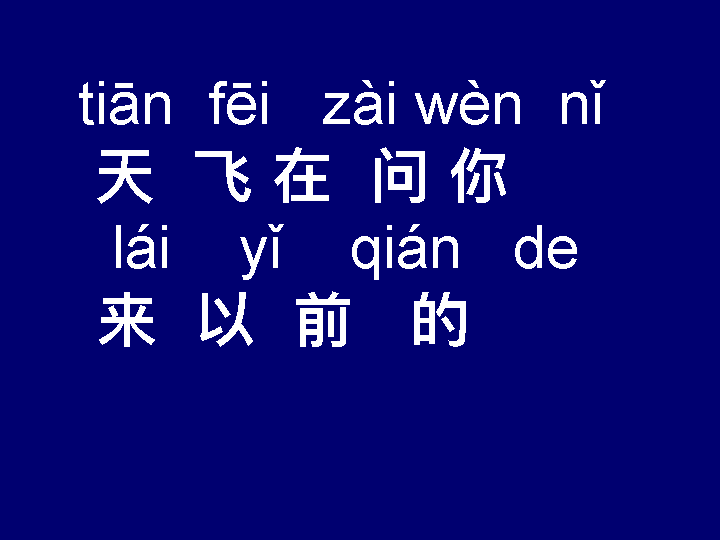 tiān fēi zài wèn nǐ
天 飞 在 问 你
lái yǐ qián de
来 以 前 的